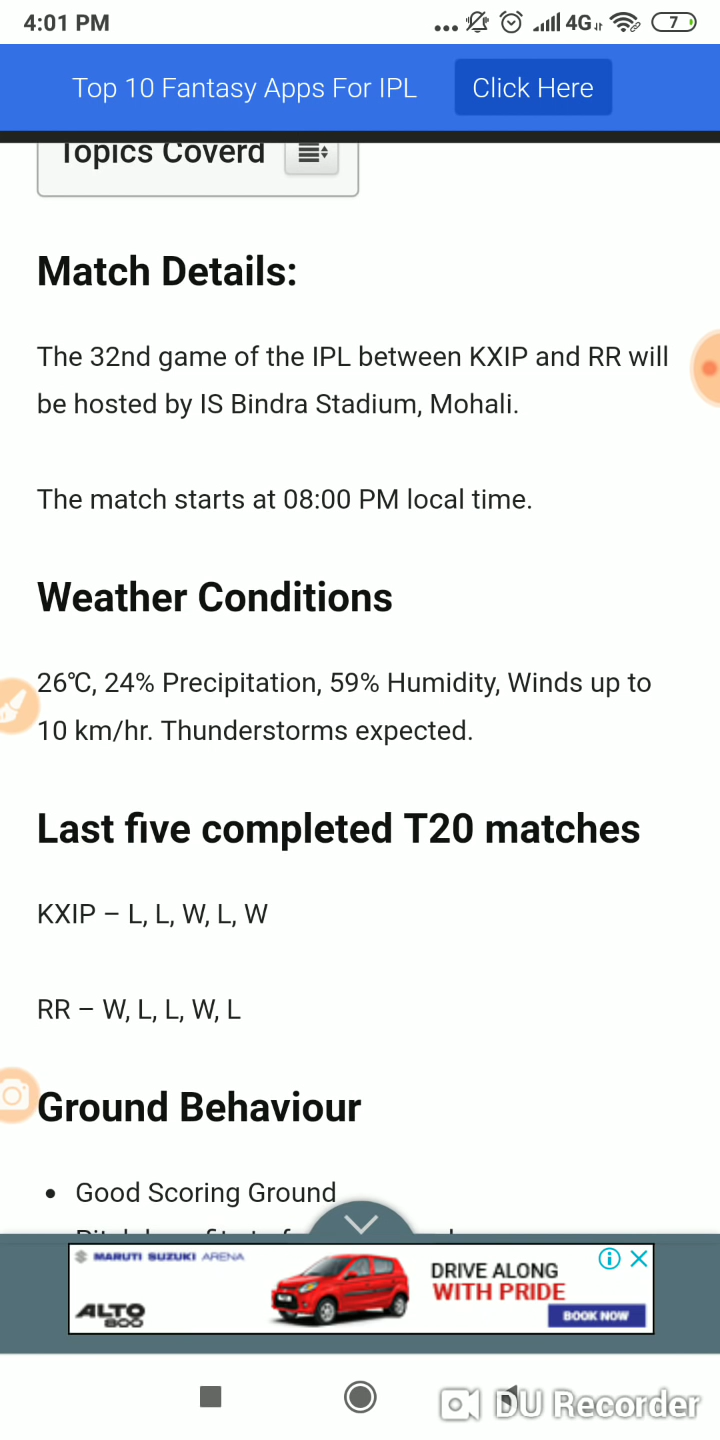 4:01 PM
4G
7
Top 10 Fantasy Apps For IPL
Click Here
Topics Coverd
Match Details:
The 32nd game of the IPL between KXIP and RR will
be hosted by IS Bindra Stadium, Mohali.
The match starts at 08:00 PM local time.
Weather Conditions
26℃, 24% Precipitation, 59% Humidity, Winds up to
10 km/hr. Thunderstorms expected.
Last five completed T20 matches
KXIP – L, L, W, L, W
RR – W, L, L, W, L
Ground Behaviour
• Good Scoring Ground
MARUTI SUZUKI ARENA
ALTO
800
DRIVE ALONG
WITH PRIDE
BOOK NOW
DU Recorder